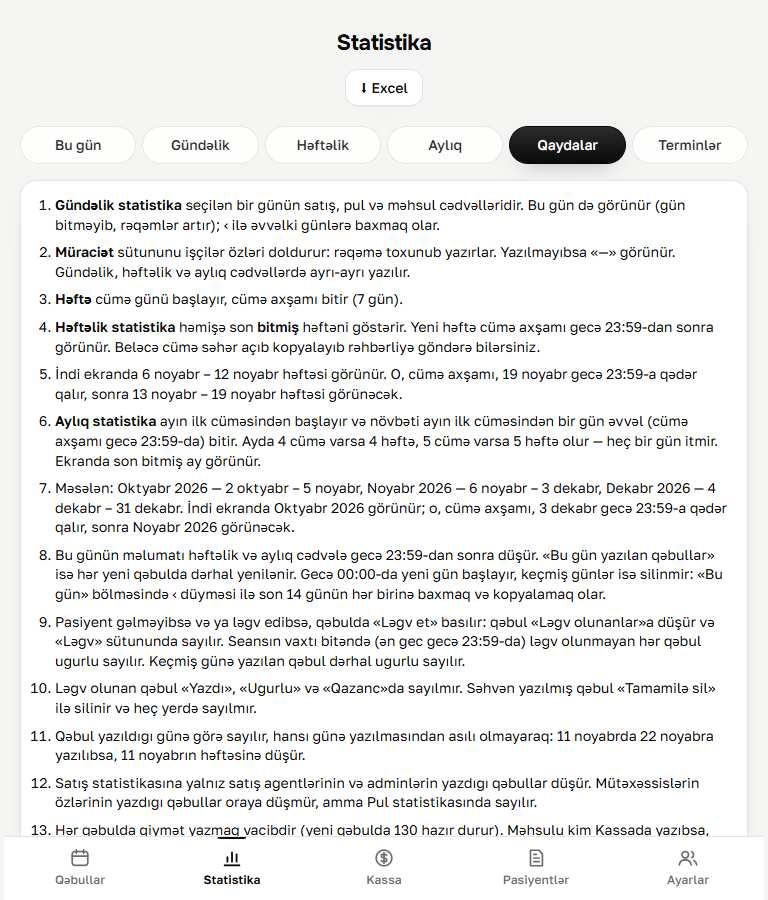 Statistika
⬇ Excel
Bu gün
Gündəlik
Həftəlik
Aylıq
Qaydalar
Terminlər
1. Gündəlik statistika seçilən bir günün satış, pul və məhsul cədvəlləridir. Bu gün də görünür (gün
bitməyib, rəqəmlər artır); ‹ ilə əvvəlki günlərə baxmaq olar.
2. Müraciət sütununu işçilər özləri doldurur: rəqəmə toxunub yazırlar. Yazılmayıbsa «—» görünür.
Gündəlik, həftəlik və aylıq cədvəllərdə ayrı-ayrı yazılır.
3. Həftə cümə günü başlayır, cümə axşamı bitir (7 gün).
4. Həftəlik statistika həmişə son bitmiş həftəni göstərir. Yeni həftə cümə axşamı gecə 23:59-dan sonra
görünür. Beləcə cümə səhər açıb kopyalayıb rəhbərliyə göndərə bilərsiniz.
5. İndi ekranda 6 noyabr – 12 noyabr həftəsi görünür. O, cümə axşamı, 19 noyabr gecə 23:59-a qədər
qalır, sonra 13 noyabr – 19 noyabr həftəsi görünəcək.
6. Aylıq statistika ayın ilk cüməsindən başlayır və növbəti ayın ilk cüməsindən bir gün əvvəl (cümə
axşamı gecə 23:59-da) bitir. Ayda 4 cümə varsa 4 həftə, 5 cümə varsa 5 həftə olur — heç bir gün itmir.
Ekranda son bitmiş ay görünür.
7. Məsələn: Oktyabr 2026 — 2 oktyabr – 5 noyabr, Noyabr 2026 — 6 noyabr – 3 dekabr, Dekabr 2026 — 4
dekabr – 31 dekabr. İndi ekranda Oktyabr 2026 görünür; o, cümə axşamı, 3 dekabr gecə 23:59-a qədər
qalır, sonra Noyabr 2026 görünəcək.
8. Bu günün məlumatı həftəlik və aylıq cədvələ gecə 23:59-dan sonra düşür. «Bu gün yazılan qəbullar»
isə hər yeni qəbulda dərhal yenilənir. Gecə 00:00-da yeni gün başlayır, keçmiş günlər isə silinmir: «Bu
gün» bölməsində ‹ düyməsi ilə son 14 günün hər birinə baxmaq və kopyalamaq olar.
9. Pasiyent gəlməyibsə və ya ləğv edibsə, qəbulda «Ləğv et» basılır: qəbul «Ləğv olunanlar»a düşür və
«Ləğv» sütununda sayılır. Seansın vaxtı bitəndə (ən gec gecə 23:59-da) ləğv olunmayan hər qəbul
uğurlu sayılır. Keçmiş günə yazılan qəbul dərhal uğurlu sayılır.
10. Ləğv olunan qəbul «Yazdı», «Uğurlu» və «Qazanc»da sayılmır. Səhvən yazılmış qəbul «Tamamilə sil»
ilə silinir və heç yerdə sayılmır.
11. Qəbul yazıldığı günə görə sayılır, hansı günə yazılmasından asılı olmayaraq: 11 noyabrda 22 noyabra
yazılıbsa, 11 noyabrın həftəsinə düşür.
12. Satış statistikasına yalnız satış agentlərinin və adminlərin yazdığı qəbullar düşür. Mütəxəssislərin
özlərinin yazdığı qəbullar oraya düşmür, amma Pul statistikasında sayılır.
13. Hər qəbulda qiymət yazmaq vacibdir (yeni qəbulda 130 hazır durur). Məhsulu kim Kassada yazıbsa,
Qəbullar
Statistika
Kassa
Pasiyentlər
Ayarlar